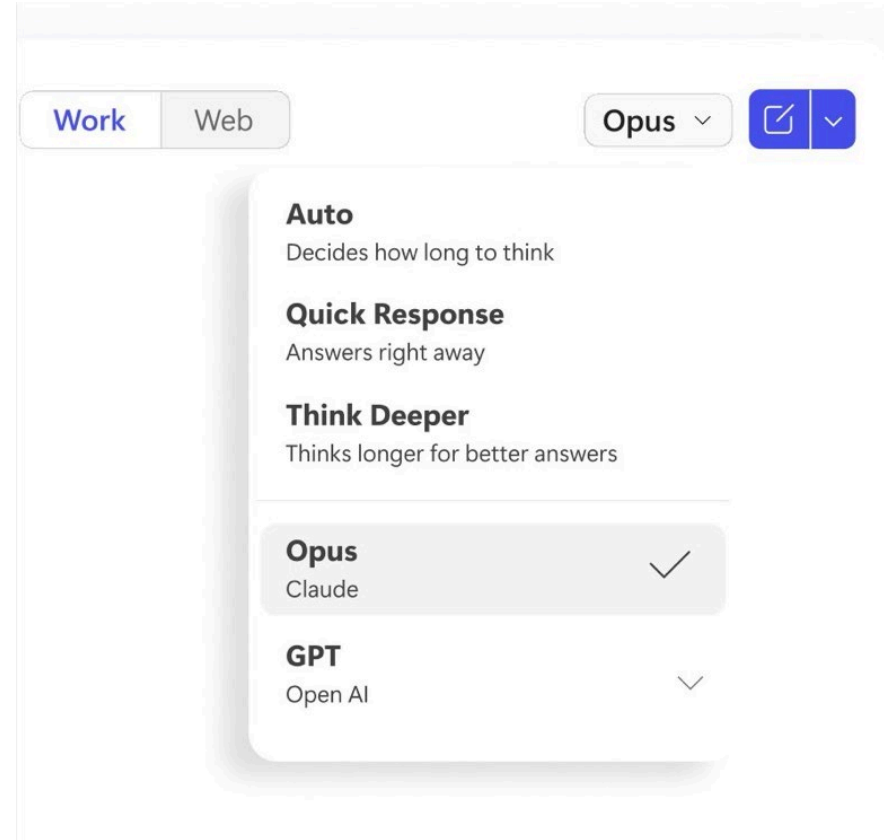 Work Web Opus
Auto
Decides how long to think
Quick Response
Answers right away
Think Deeper
Thinks longer for better answers
Opus
Claude
GPT
Open AI